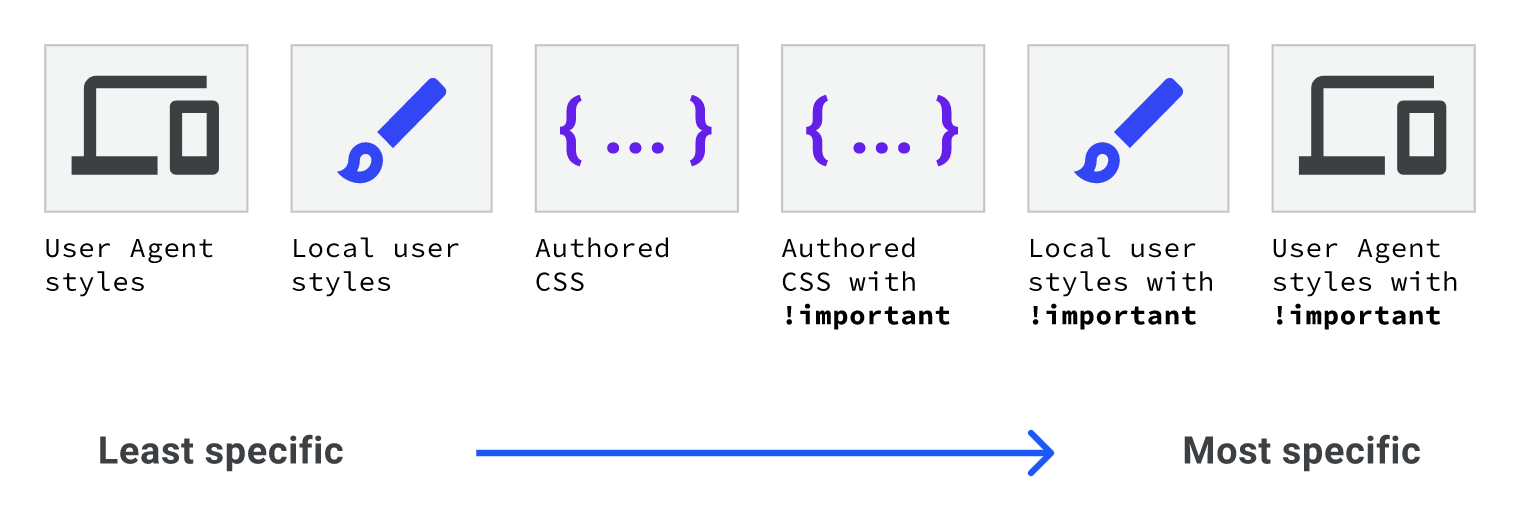 { ... }
{ ... }
User Agent
styles
Local user
styles
Authored
CSS
Authored
CSS with
!important
Local user
styles with
!important
User Agent
styles with
!important
Least specific
Most specific